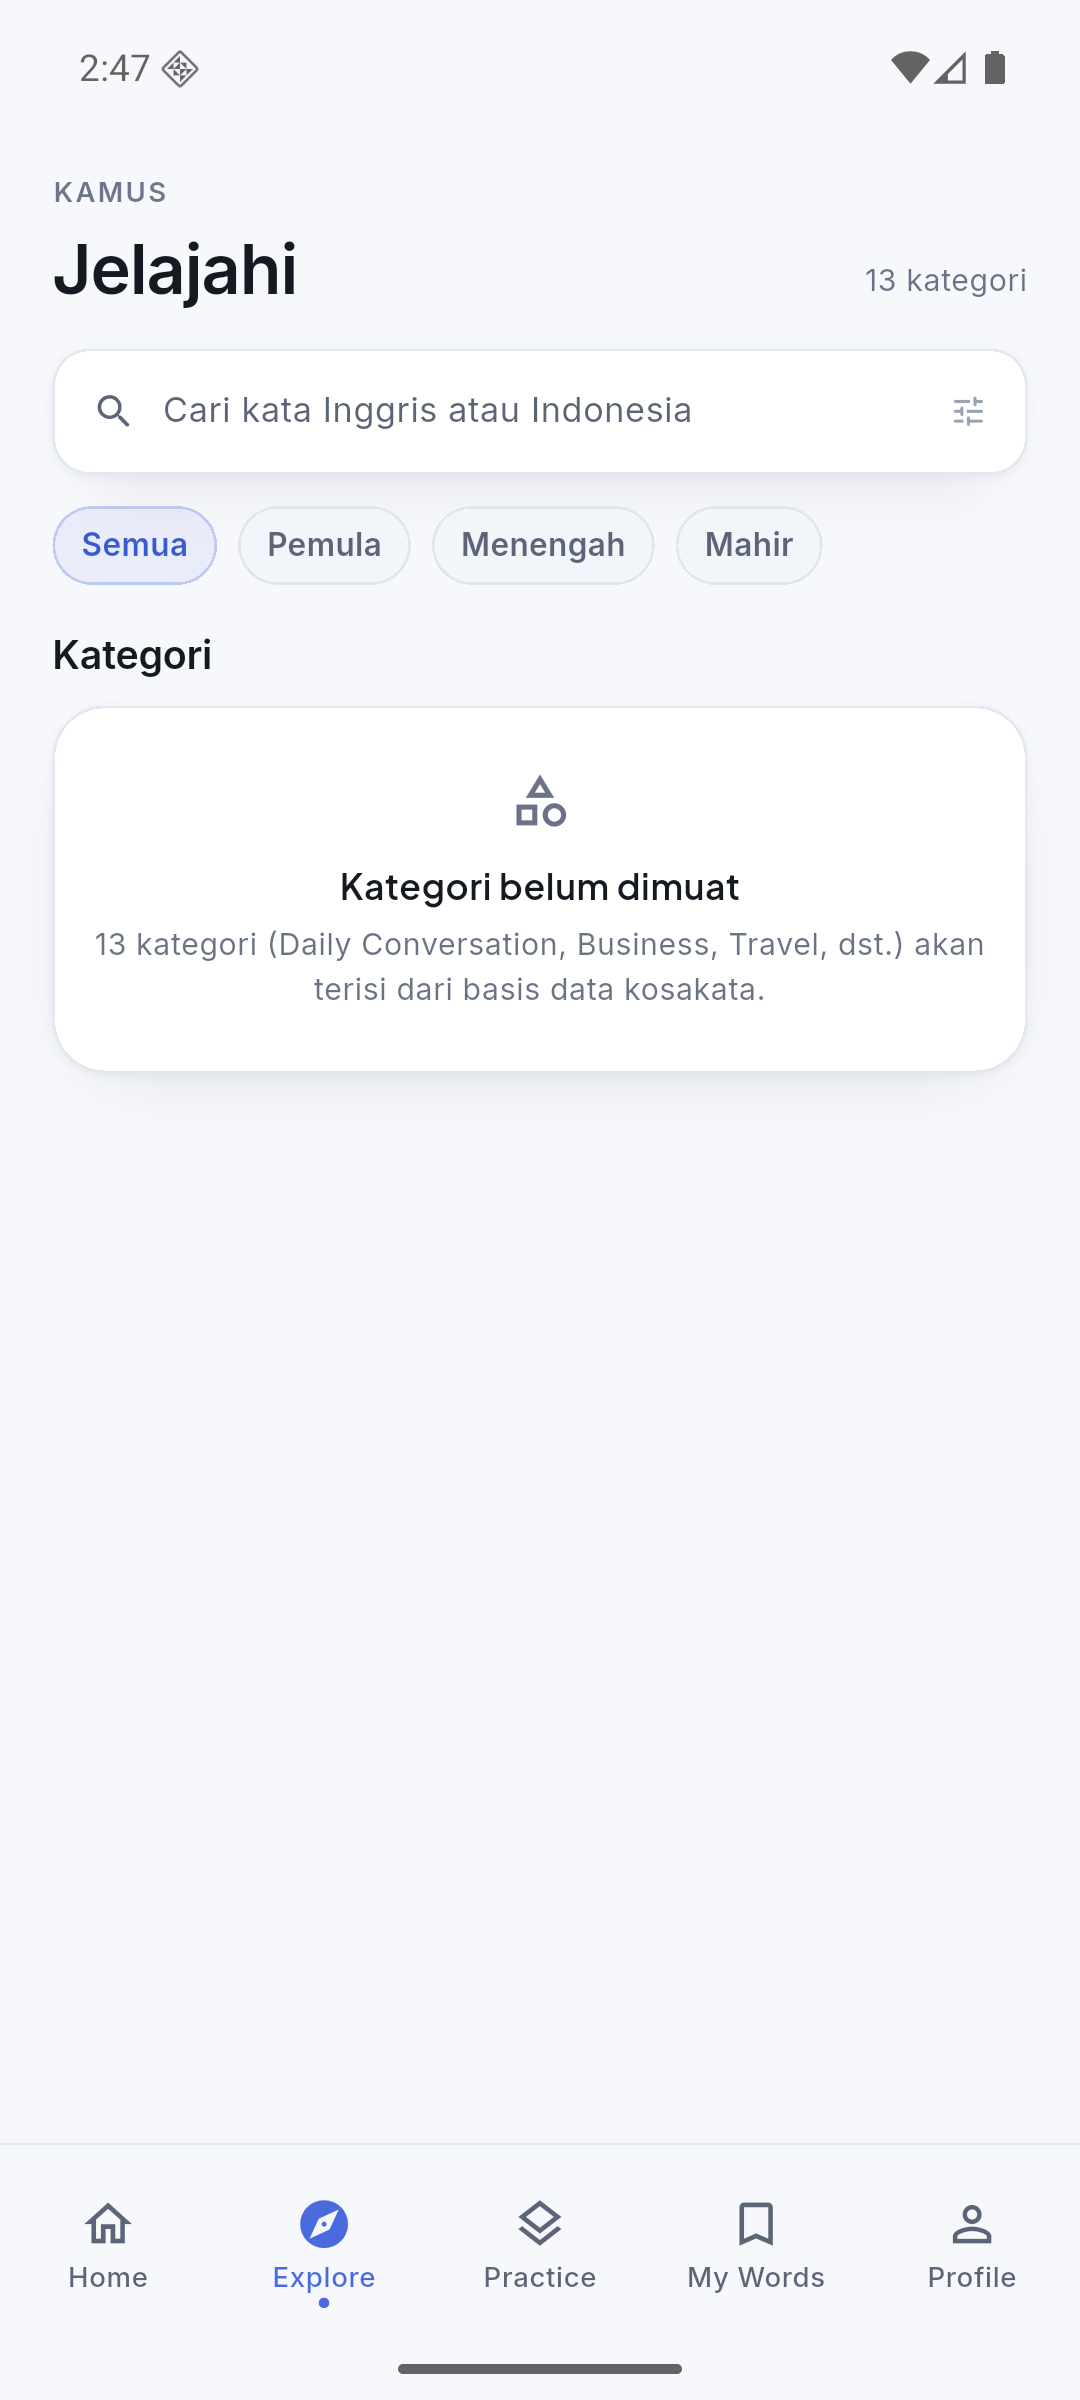 2:47
KAMUS
Jelajahi
13 kategori
Cari kata Inggris atau Indonesia
Semua
Pemula
Menengah
Mahir
Kategori
Kategori belum dimuat
13 kategori (Daily Conversation, Business, Travel, dst.) akan
terisi dari basis data kosakata.
Home
Explore
Practice
My Words
Profile